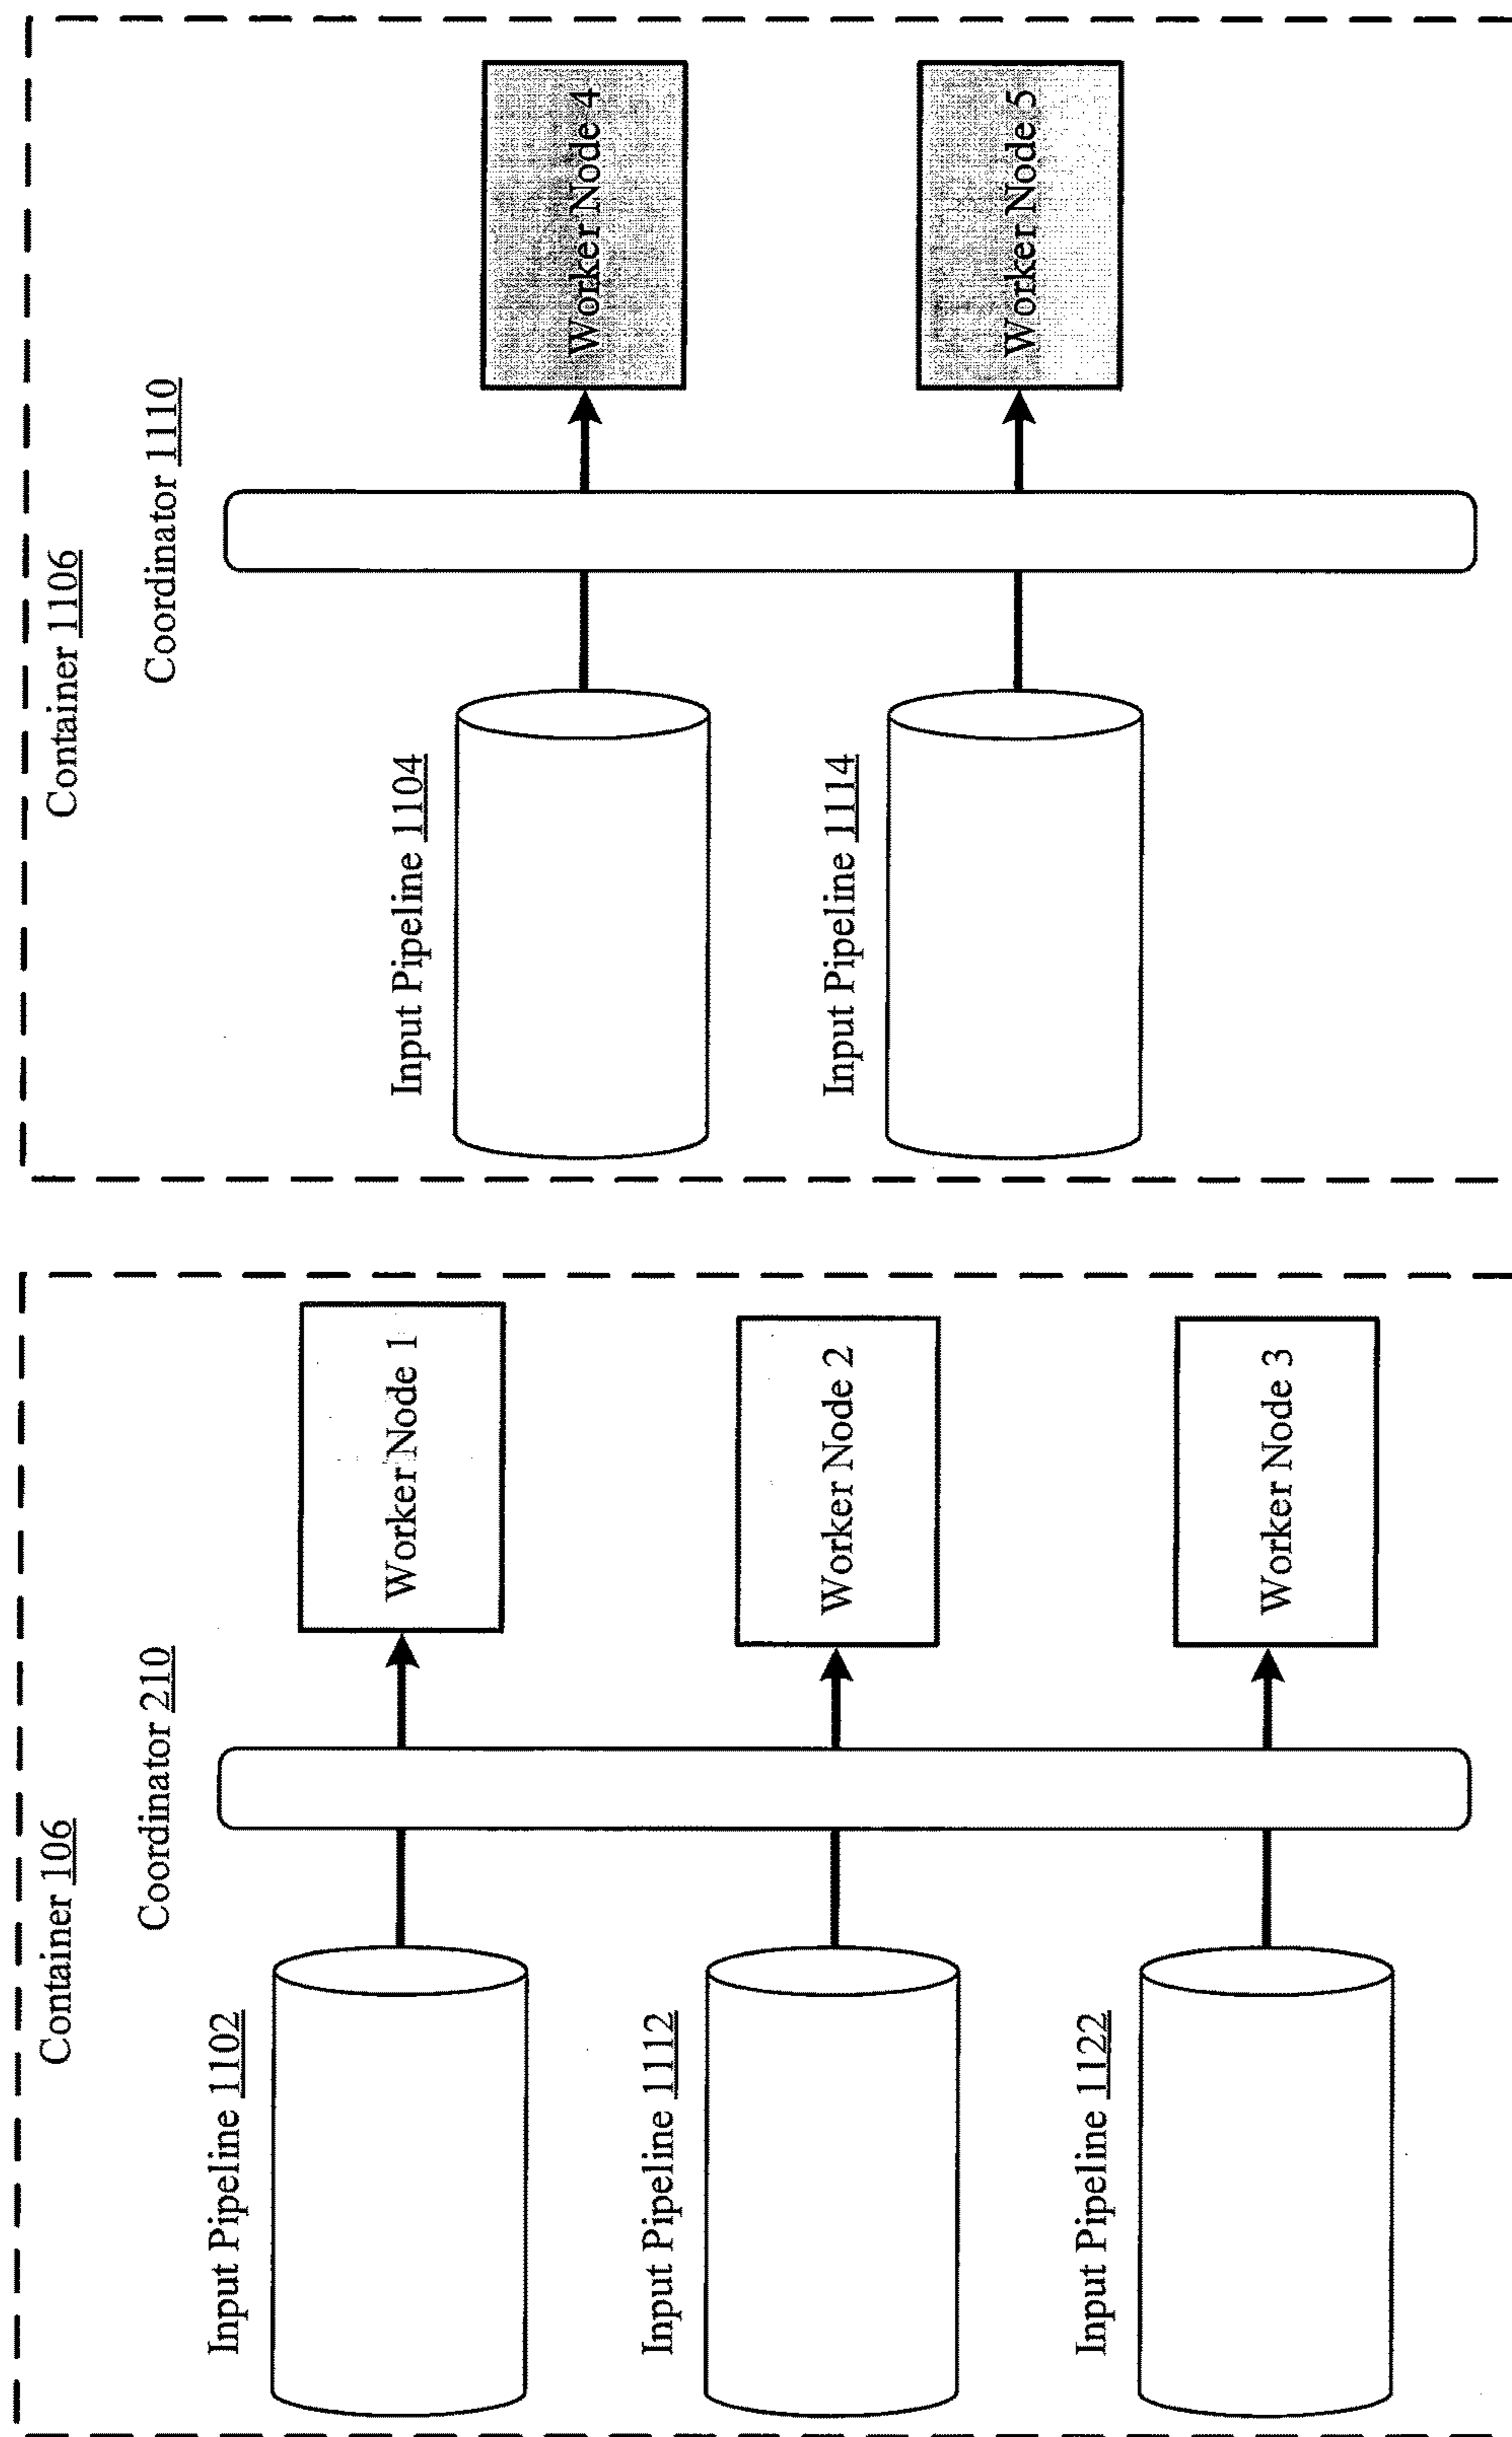 Container 106
Coordinator 210
Input Pipeline 1102
Worker Node 1
Input Pipeline 1112
Worker Node 2
Input Pipeline 1122
Worker Node 3
Container 1106
Coordinator 1110
Input Pipeline 1104
Worker Node 4
Input Pipeline 1114
Worker Node 5